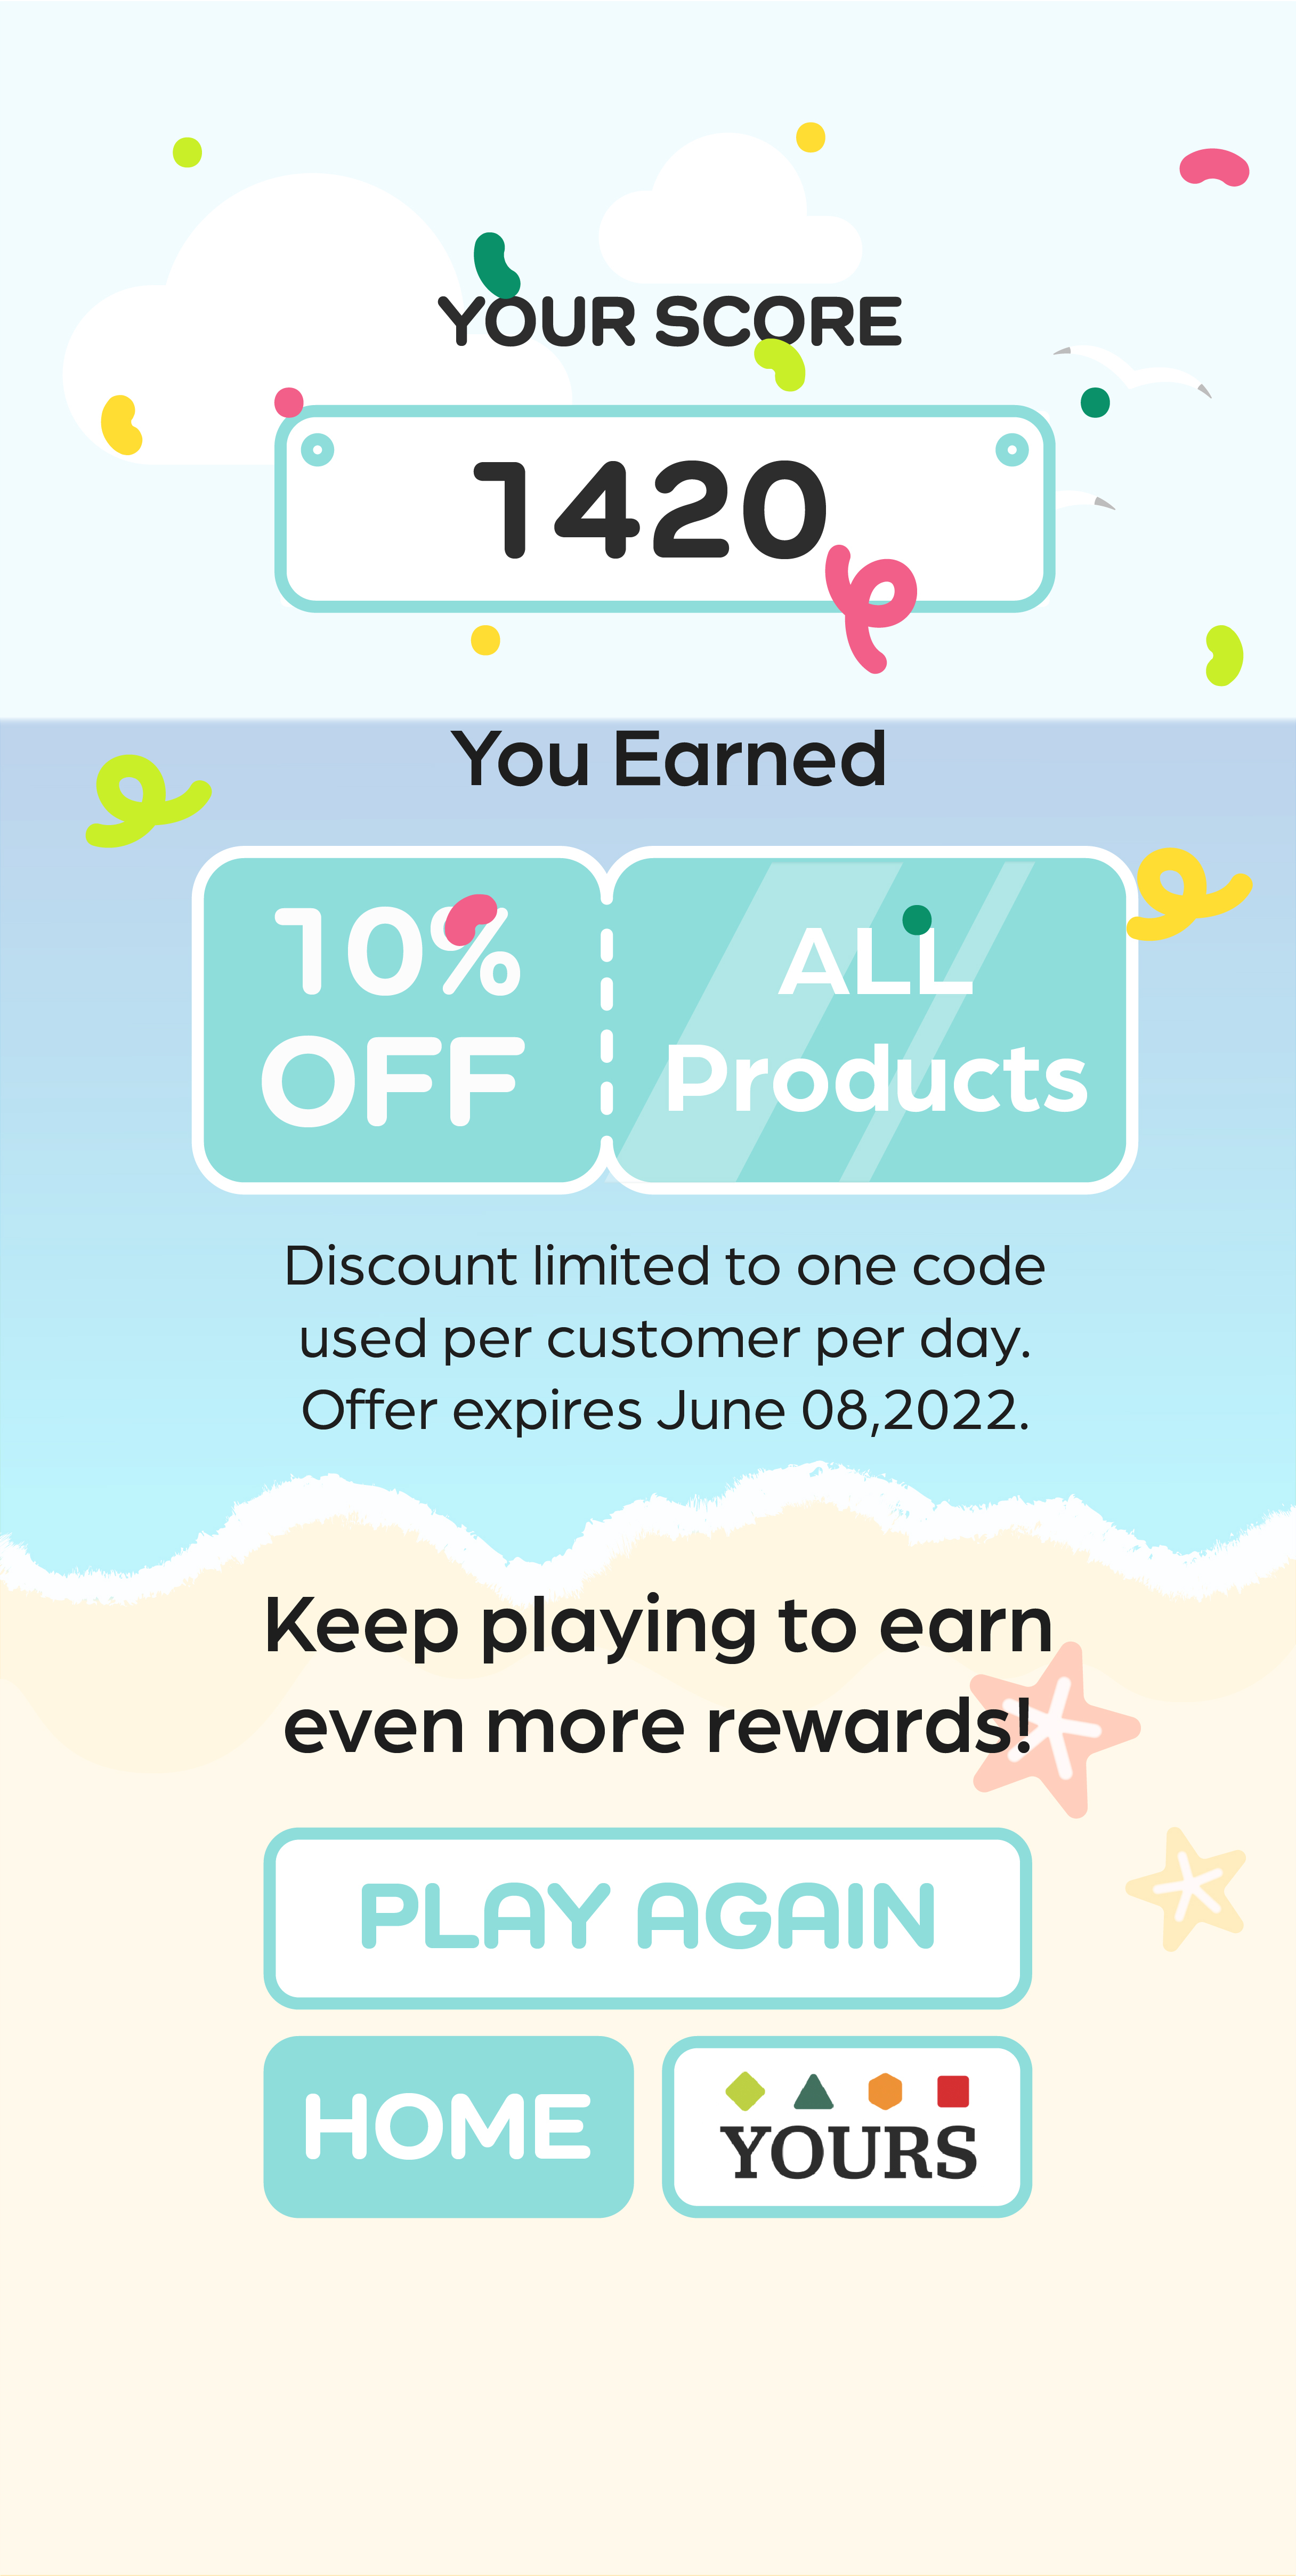 YOUR SCORE
1420
You Earned
10%
OFF
ALL
Products
Discount limited to one code
used per customer per day.
Offer expires June 08,2022.
Keep playing to earn
even more rewards!
PLAY AGAIN
HOME
YOURS